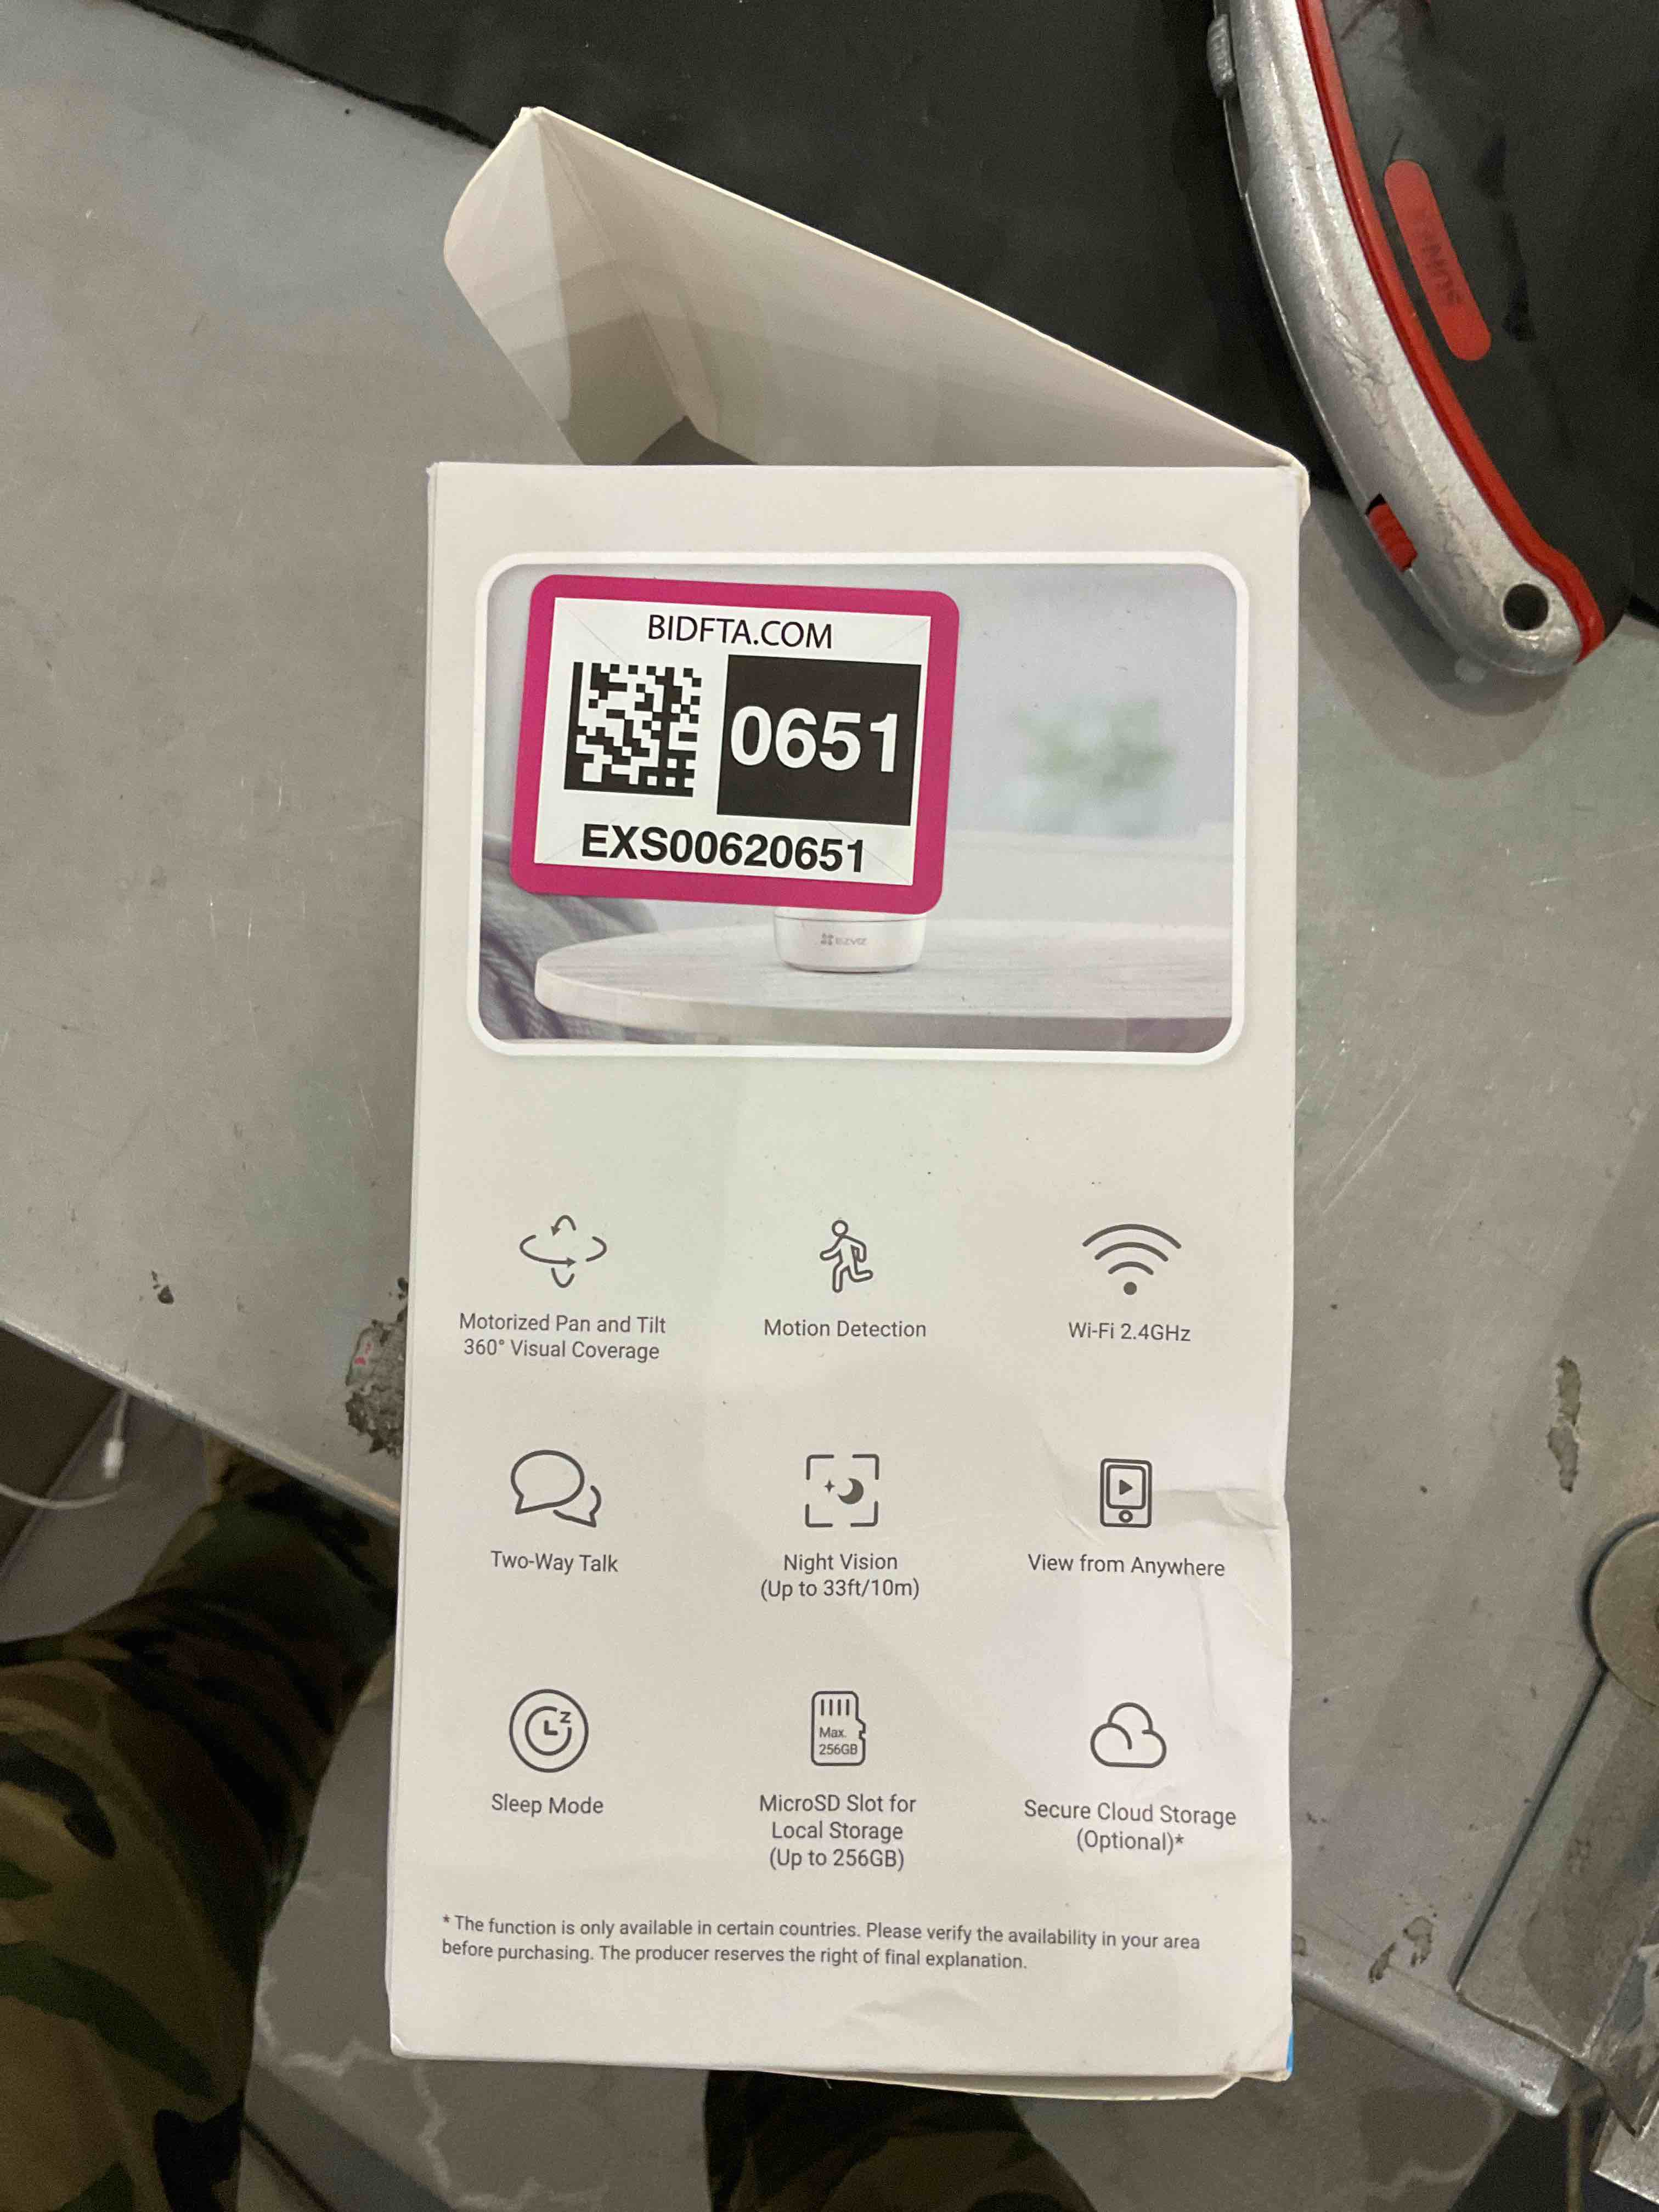 BIDFTA.COM
0651
EXS00620651
EZVIZ
Motorized Pan and Tilt
360° Visual Coverage
Motion Detection
Wi-Fi 2.4GHz
Two-Way Talk
Night Vision
(Up to 33ft/10m)
View from Anywhere
Z
Sleep Mode
Max.
256GB
MicroSD Slot for
Local Storage
(Up to 256GB)
Secure Cloud Storage
(Optional)*
* The function is only available in certain countries. Please verify the availability in your area
before purchasing. The producer reserves the right of final explanation.